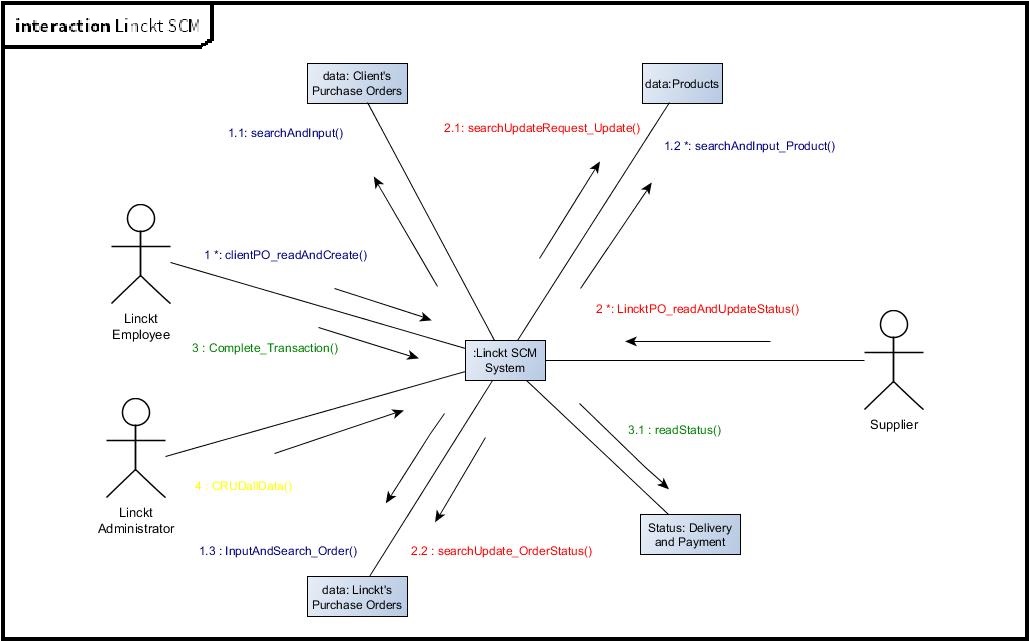 interaction Linckt SCM
data: Client's
Purchase Orders
data:Products
1.1: searchAndInput()
2.1: searchUpdateRequest_Update()
1.2 *: searchAndInput_Product()
1 *: clientPO_readAndCreate()
Linckt
Employee
2 *: LincktPO_readAndUpdateStatus()
3 : Complete_Transaction()
:Linckt SCM
System
Supplier
3.1 : readStatus()
4 : CRUDallData()
Linckt
Administrator
Status: Delivery
and Payment
1.3 : InputAndSearch_Order()
2.2 : searchUpdate_OrderStatus()
data: Linckt's
Purchase Orders